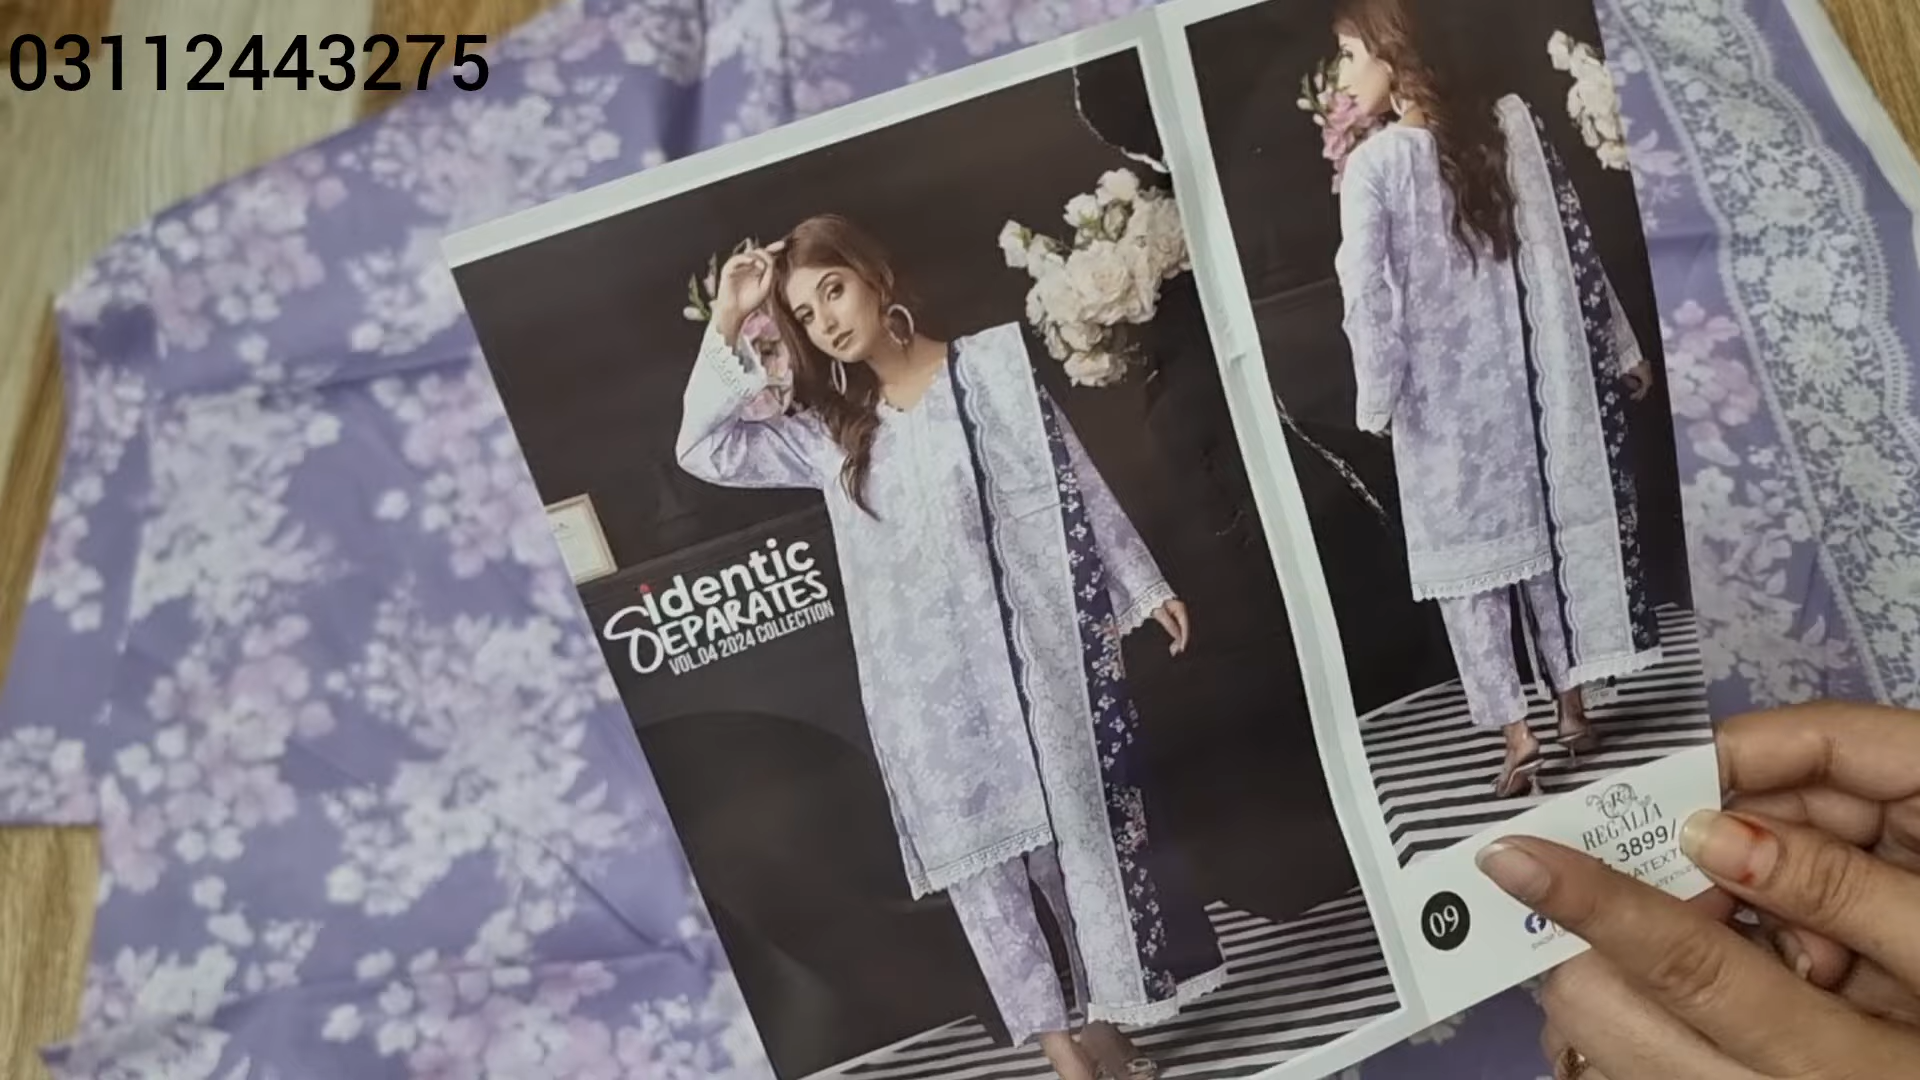 03112443275
identic
SEPARATES
VOL.04 2024 COLLECTION
REGALIA
3899/
09